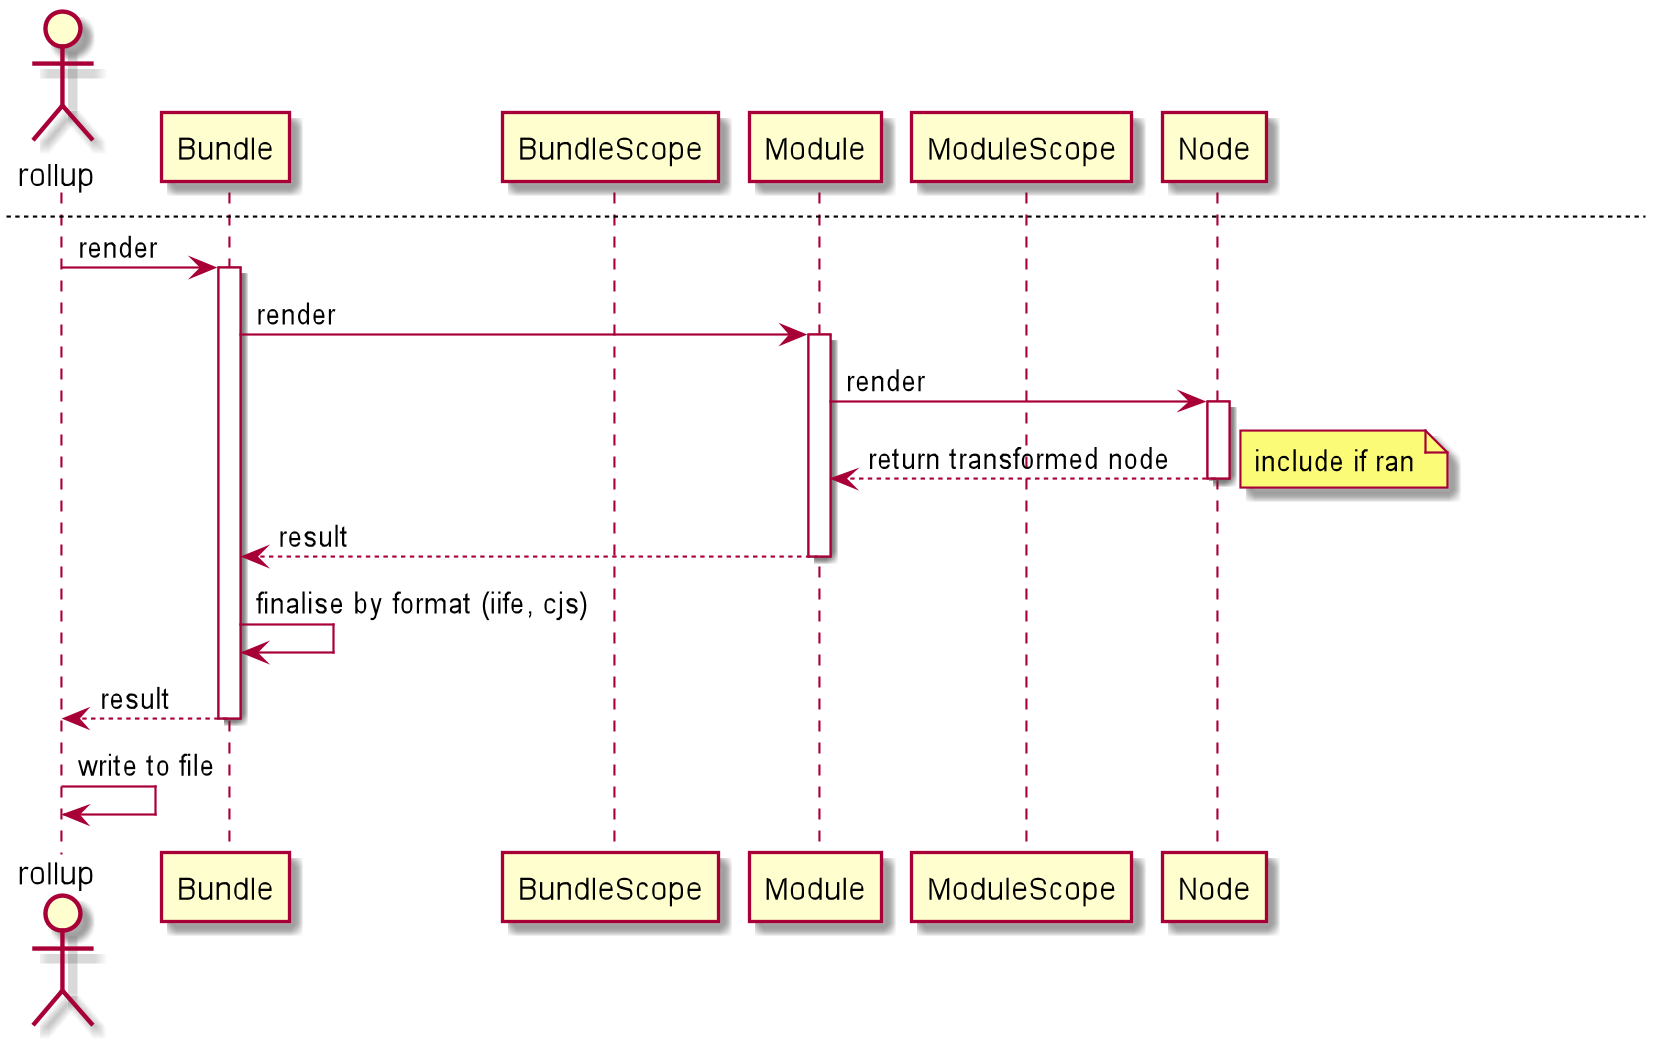 rollup
Bundle
BundleScope
Module
ModuleScope
Node
render
render
render
return transformed node
include if ran
result
finalise by format (iife, cjs)
result
write to file
rollup
Bundle
BundleScope
Module
ModuleScope
Node